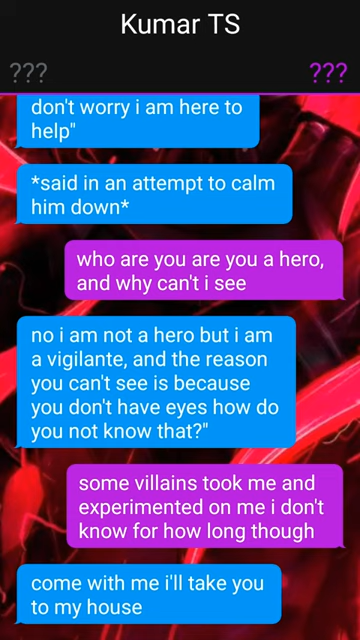 Kumar TS
??? ???
don't worry i am here to
help"
*said in an attempt to calm
him down*
who are you are you a hero,
and why can't i see
no i am not a hero but i am
a vigilante, and the reason
you can't see is because
you don't have eyes how do
you not know that?"
some villains took me and
experimented on me i don't
know for how long though
come with me i'll take you
to my house